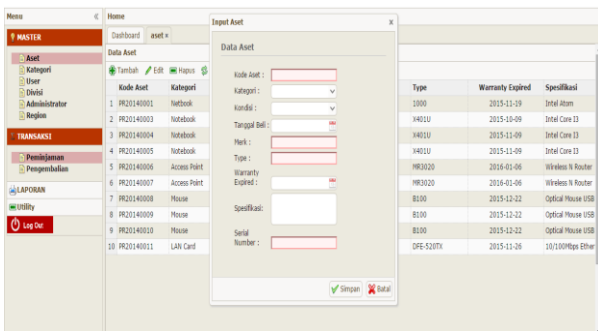 Menu
MASTER
Aset
Kategori
User
Divisi
Administrator
Region
TRANSAKSI
Peminjaman
Pengembalian
LAPORAN
Utility
Log Out
Home
Dashboard aset x
Data Aset
Tambah Edit Hapus
Kode Aset Kategori Type Warranty Expired Spesifikasi
1 PR20140001 Netbook 1000 2015-11-19 Intel Atom
2 PR20140003 Notebook X401U 2015-10-09 Intel Core I3
3 PR20140004 Notebook X401U 2015-11-19 Intel Core I3
4 PR20140005 Notebook X401U 2015-11-19 Intel Core I3
5 PR20140006 Access Point MR3020 2016-01-06 Wireless N Router
6 PR20140007 Access Point MR3020 2016-01-06 Wireless N Router
7 PR20140008 Mouse B100 2015-12-22 Optical Mouse USB
8 PR20140009 Mouse B100 2015-12-22 Optical Mouse USB
9 PR20140010 Mouse B100 2015-12-22 Optical Mouse USB
10 PR20140011 LAN Card DFE-520TX 2015-11-26 10/100Mbps Ether
Input Aset X
Data Aset
Kode Aset :
Kategori :
Kondisi :
Tanggal Beli :
Merk :
Type :
Warranty
Expired :
Spesifikasi:
Serial
Number :
Simpan Batal